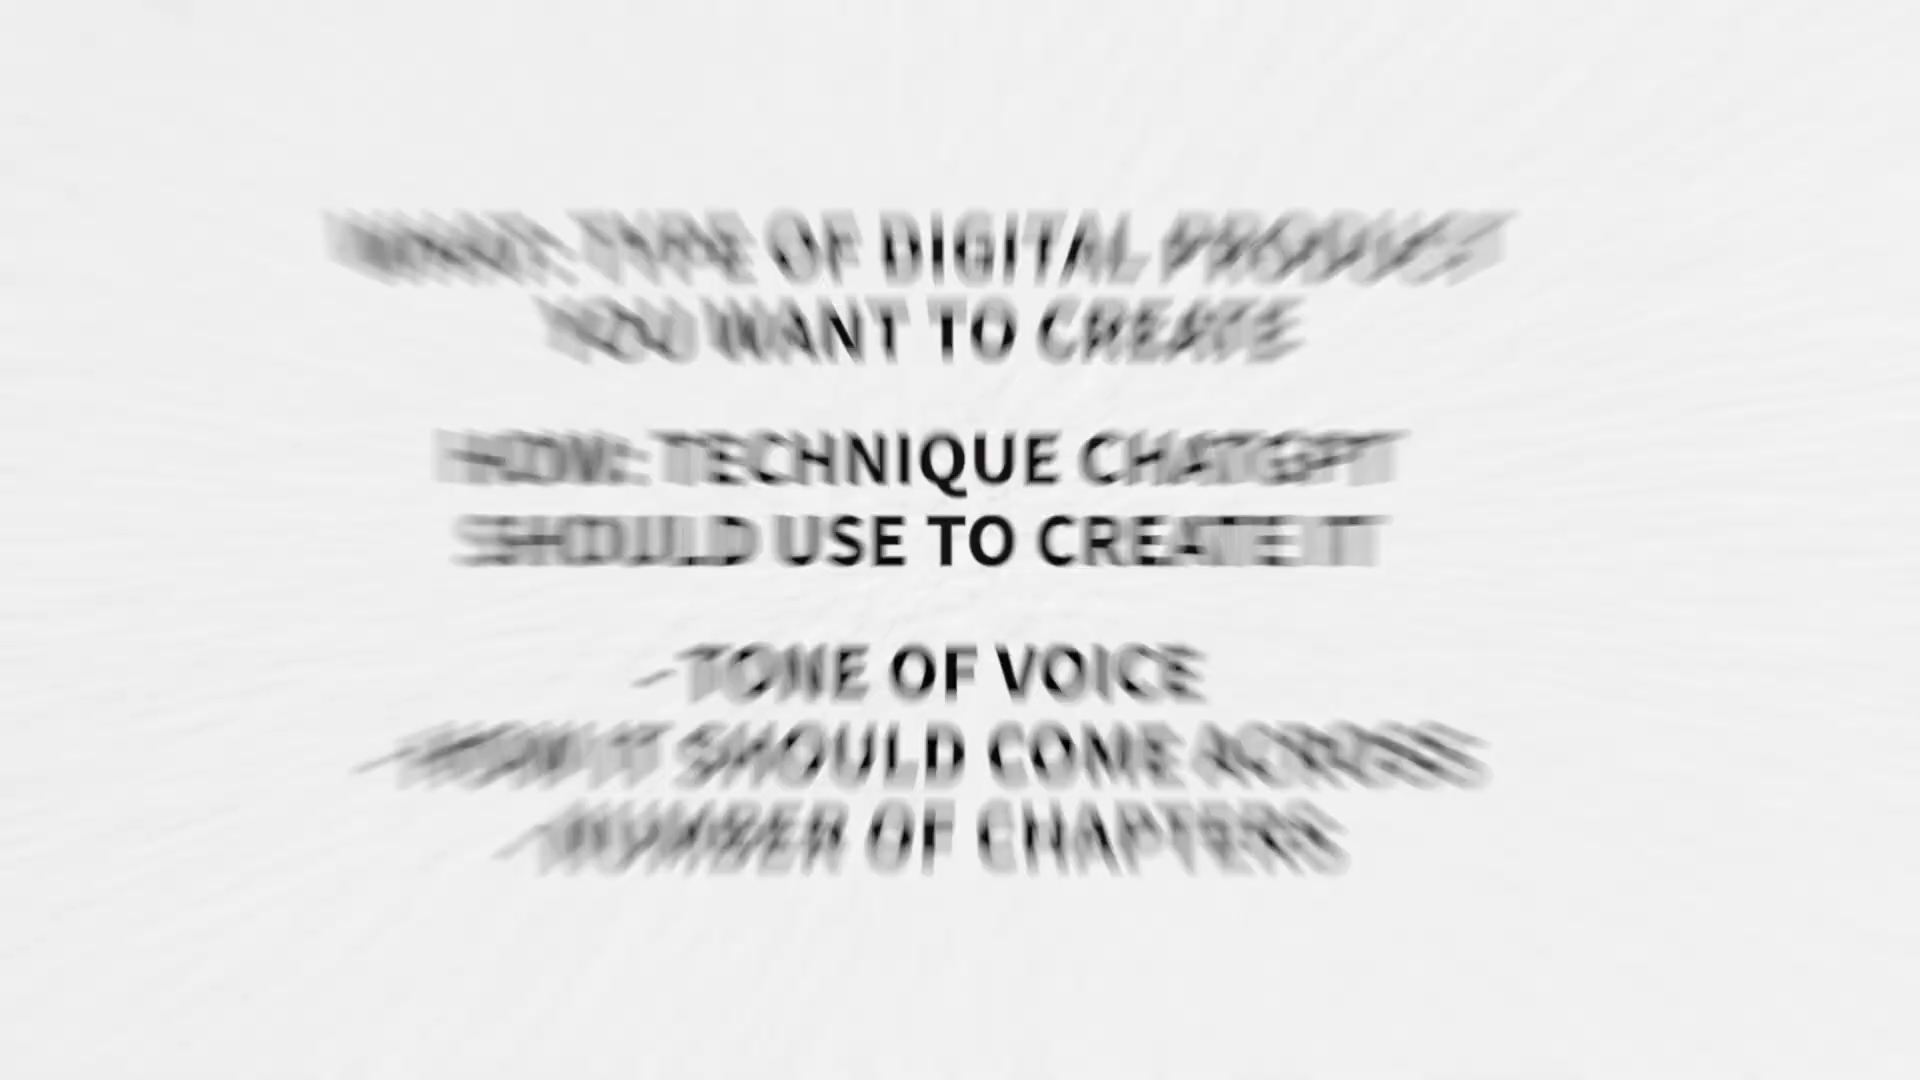 WHAT: TYPE OF DIGITAL PRODUCT
YOU WANT TO CREATE
HOW: TECHNIQUE CHATGPT
SHOULD USE TO CREATE IT
-TONE OF VOICE
-HOW IT SHOULD COME ACROSS
-NUMBER OF CHAPTERS